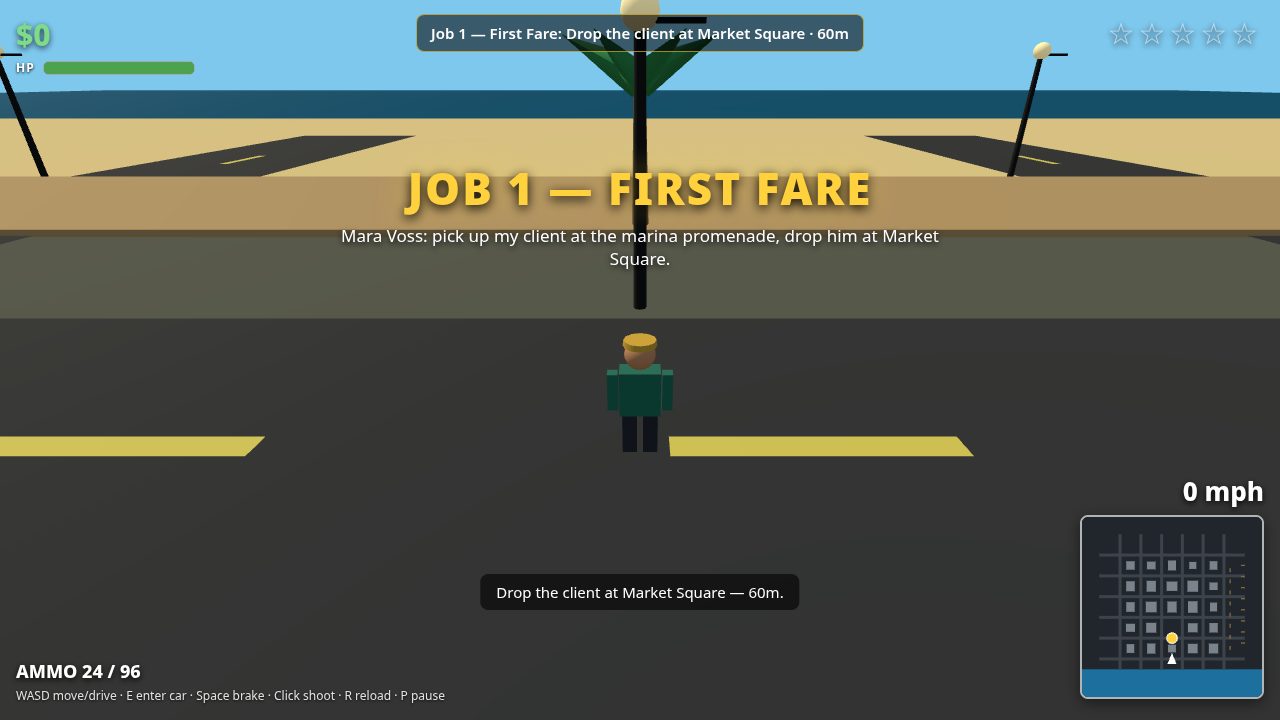 $0
Job 1 — First Fare: Drop the client at Market Square · 60m
☆☆☆☆☆
HP
JOB 1 — FIRST FARE
Mara Voss: pick up my client at the marina promenade, drop him at Market
Square.
0 mph
Drop the client at Market Square — 60m.
AMMO 24 / 96
WASD move/drive · E enter car · Space brake · Click shoot · R reload · P pause